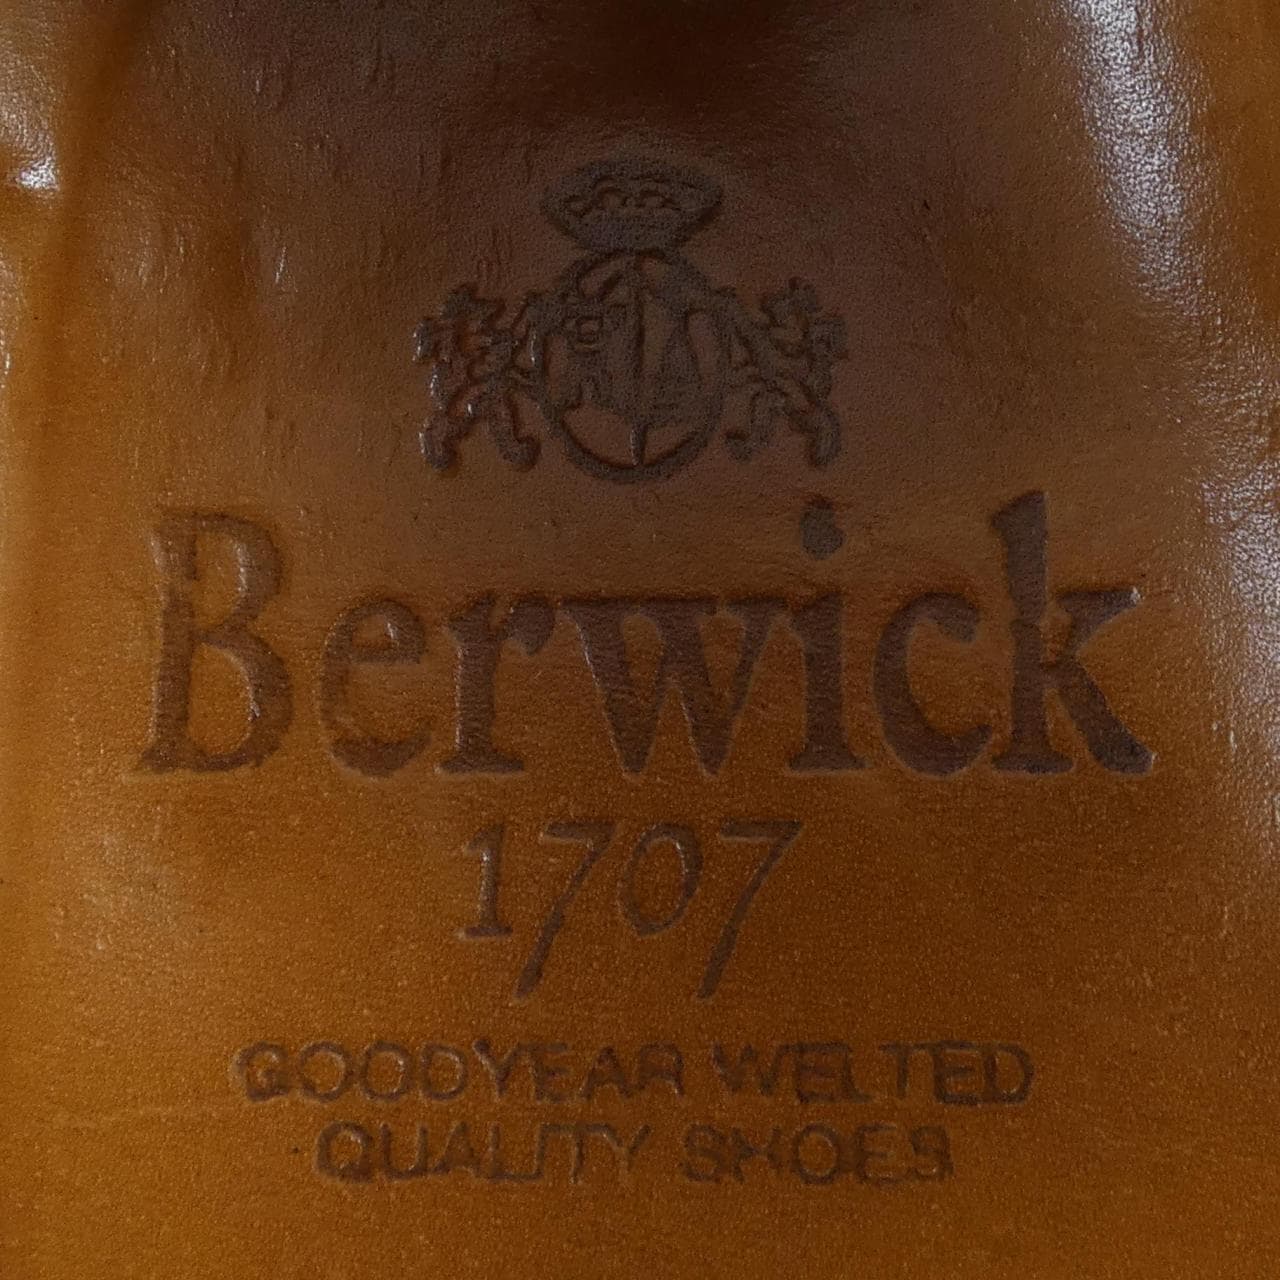 Berwick
1707
GOODYEAR WELTED
QUALITY SHOES